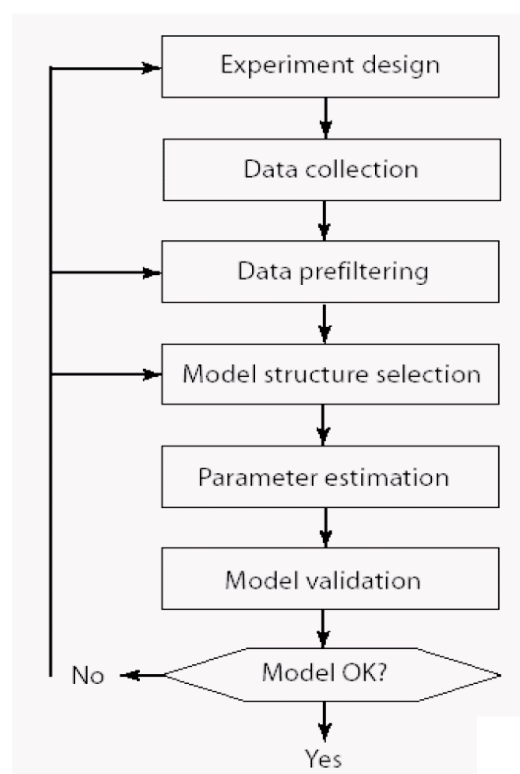 Experiment design
Data collection
Data prefiltering
Model structure selection
Parameter estimation
Model validation
Model OK?
No
Yes